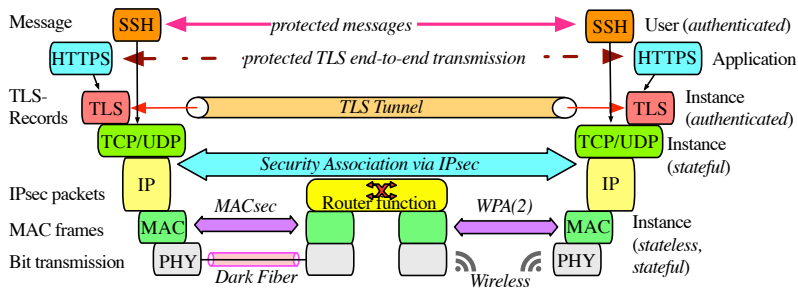 Message SSH protected messages SSH User (authenticated)
HTTPS protected TLS end-to-end transmission HTTPS Application
TLS-
Records TLS TLS Tunnel TLS Instance
(authenticated)
TCP/UDP TCP/UDP Instance
(stateful)
Security Association via IPsec
IP IP
IPsec packets Router function
MACsec WPA(2)
MAC frames MAC MAC Instance
(stateless,
stateful)
Bit transmission PHY Dark Fiber Wireless PHY